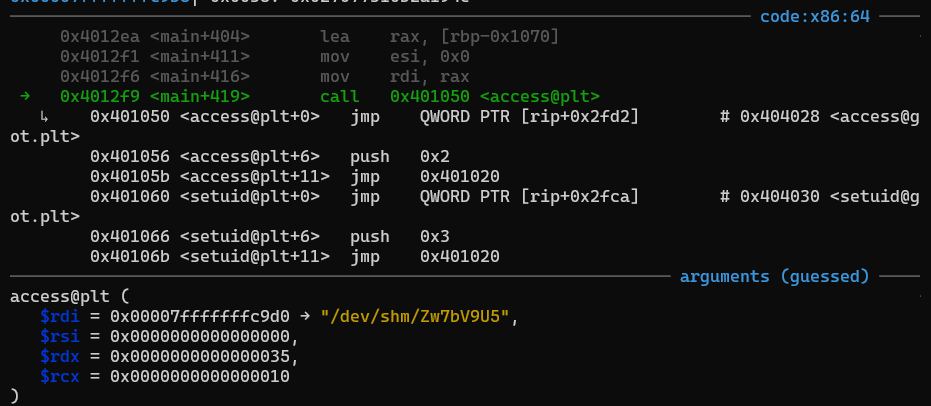 code:x86:64
0x4012ea <main+404> lea rax, [rbp-0x1070]
0x4012f1 <main+411> mov esi, 0x0
0x4012f6 <main+416> mov rdi, rax
→ 0x4012f9 <main+419> call 0x401050 <access@plt>
↳ 0x401050 <access@plt+0> jmp QWORD PTR [rip+0x2fd2] # 0x404028 <access@g
ot.plt>
0x401056 <access@plt+6> push 0x2
0x40105b <access@plt+11> jmp 0x401020
0x401060 <setuid@plt+0> jmp QWORD PTR [rip+0x2fca] # 0x404030 <setuid@g
ot.plt>
0x401066 <setuid@plt+6> push 0x3
0x40106b <setuid@plt+11> jmp 0x401020
arguments (guessed)
access@plt (
$rdi = 0x00007fffffffc9d0 → "/dev/shm/Zw7bV9U5",
$rsi = 0x0000000000000000,
$rdx = 0x0000000000000035,
$rcx = 0x0000000000000010
)